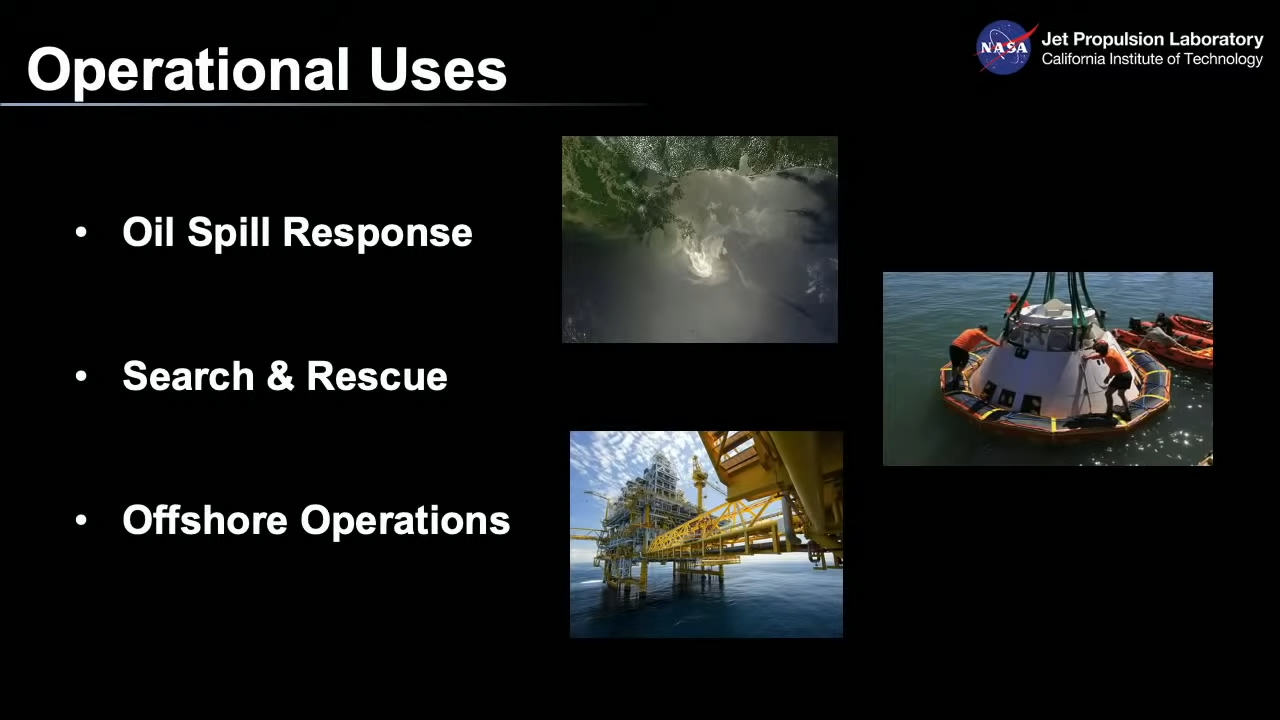 Operational Uses
NASA
Jet Propulsion Laboratory
California Institute of Technology
• Oil Spill Response
• Search & Rescue
• Offshore Operations